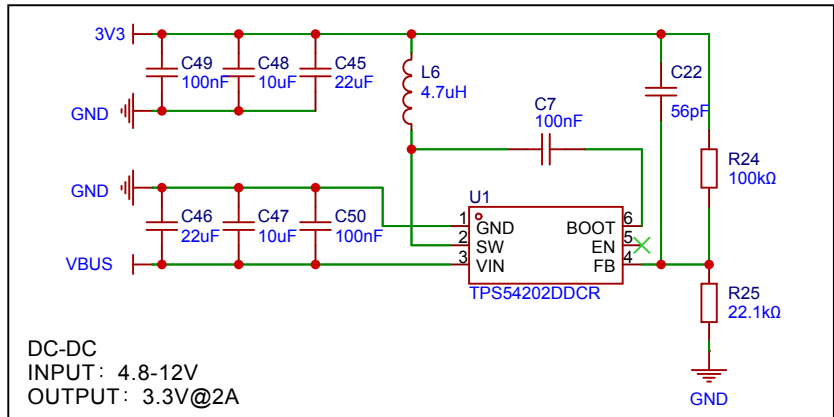 3V3
C49
100nF
C48
10uF
C45
22uF
L6
4.7uH
C22
56pF
C7
100nF
GND
R24
100kΩ
GND
C46
22uF
C47
10uF
C50
100nF
VBUS
U1
1 GND BOOT 6
2 SW EN 5
3 VIN FB 4
TPS54202DDCR
R25
22.1kΩ
GND
DC-DC
INPUT: 4.8-12V
OUTPUT: 3.3V@2A